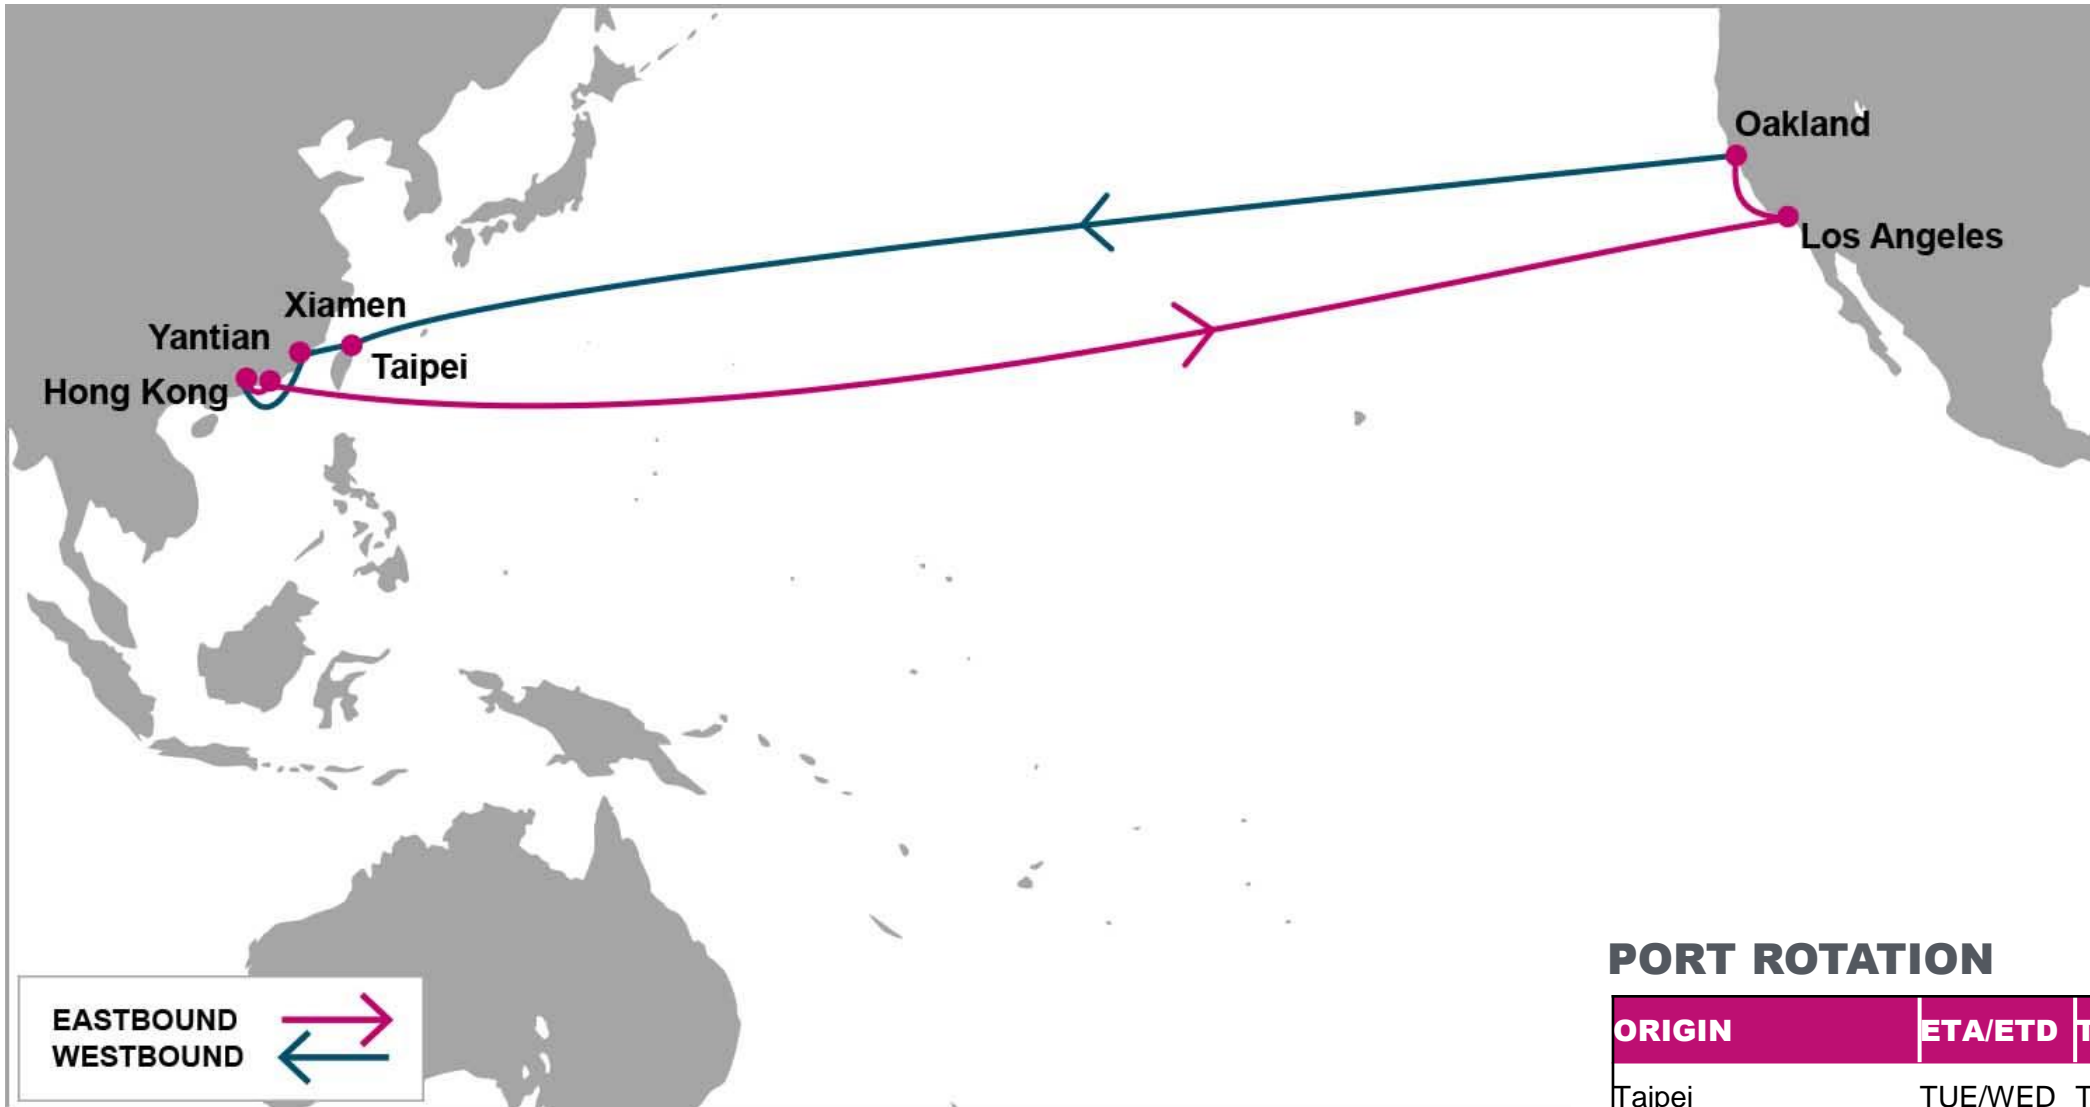 Oakland
Los Angeles
Xiamen
Yantian
Taipei
Hong Kong
PORT ROTATION
EASTBOUND
WESTBOUND
ORIGIN ETA/ETD
Taipei TUE/WED